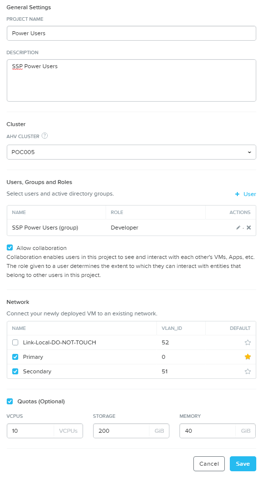 General Settings
PROJECT NAME
Power Users
DESCRIPTION
SSP Power Users
Cluster
AHV CLUSTER ?
POC005
Users, Groups and Roles
Select users and active directory groups.
+ User
NAME ROLE ACTIONS
SSP Power Users (group) Developer
Allow collaboration
Collaboration enables users in this project to see and interact with each other's VMs, Apps, etc.
The role given to a user determines the extent to which they can interact with entities that
belong to other users in this project.
Network
Connect your newly deployed VM to an existing network.
NAME VLAN_ID DEFAULT
Link-Local-DO-NOT-TOUCH 52
Primary 0
Secondary 51
Quotas (Optional)
VCPUS STORAGE MEMORY
10 VCPUs 200 GiB 40 GiB
Cancel Save